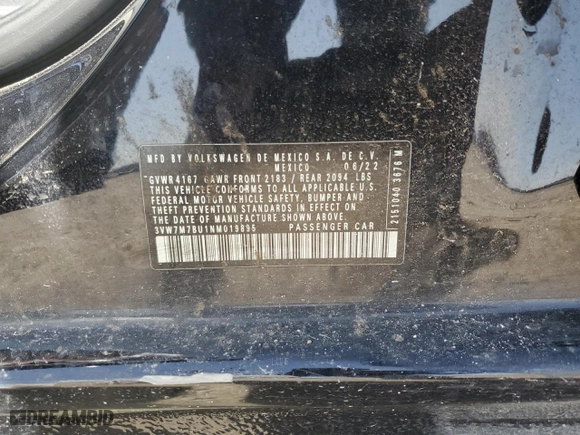 MFD BY VOLKSWAGEN DE MEXICO S.A. DE C.V.
MEXICO 06/22
GVWR 4167 GAWR FRONT 2183 / REAR 2094 LBS
THIS VEHICLE CONFORMS TO ALL APPLICABLE U.S.
FEDERAL MOTOR VEHICLE SAFETY, BUMPER AND
THEFT PREVENTION STANDARDS IN EFFECT ON
THE DATE OF MANUFACTURE SHOWN ABOVE.
3VW7M7BU1NM019895 PASSENGER CAR
2151040 3676 M
DREAMBID